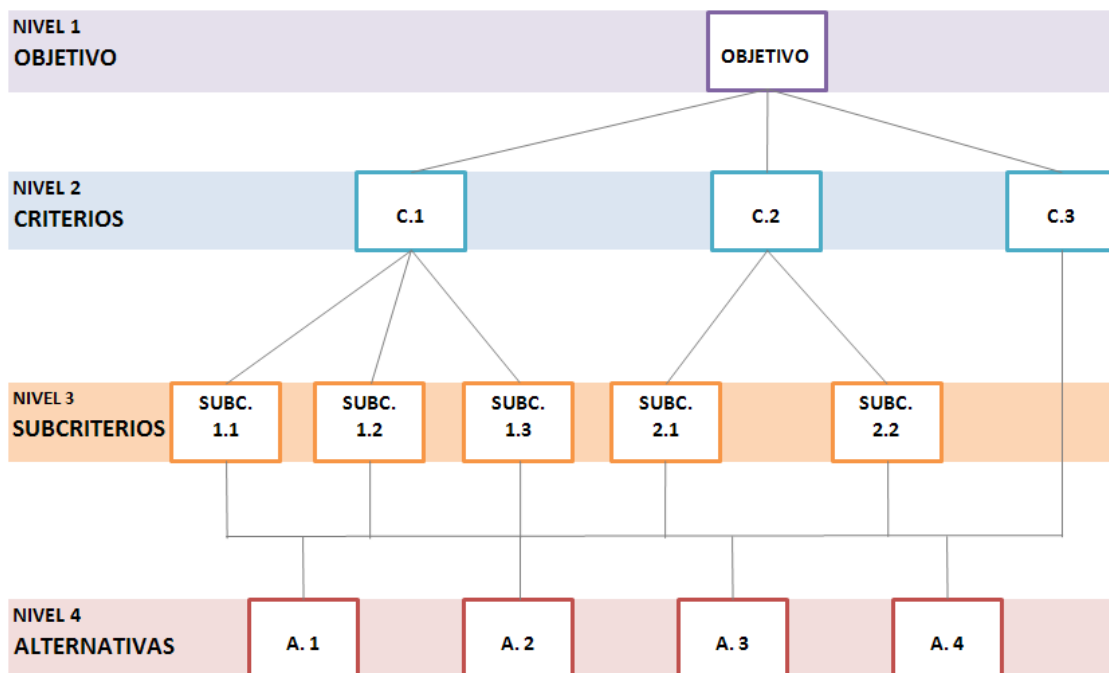 NIVEL 1
OBJETIVO
OBJETIVO
NIVEL 2
CRITERIOS
C.1
C.2
C.3
NIVEL 3
SUBCRITERIOS
SUBC.
1.1
SUBC.
1.2
SUBC.
1.3
SUBC.
2.1
SUBC.
2.2
NIVEL 4
ALTERNATIVAS
A. 1
A. 2
A. 3
A. 4